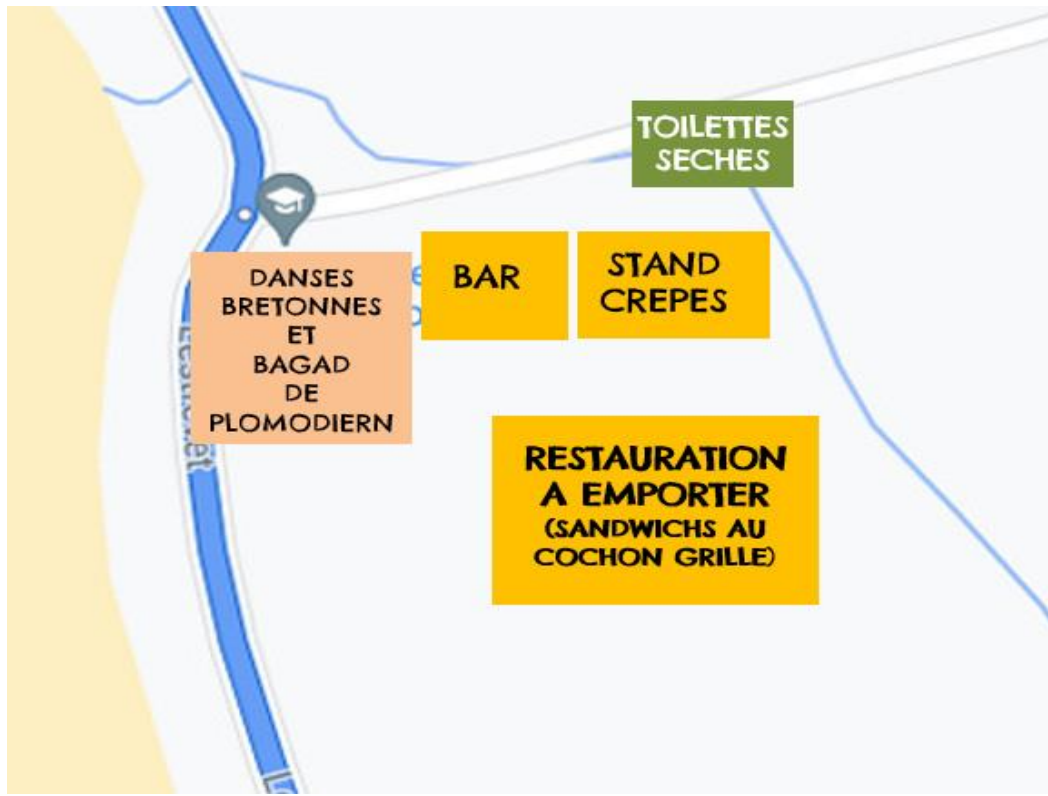 TOILETTES
SECHES
DANSES
BRETONNES
ET
BAGAD
DE
PLOMODIERN
BAR
STAND
CREPES
RESTAURATION
A EMPORTER
(SANDWICHS AU
COCHON GRILLE)